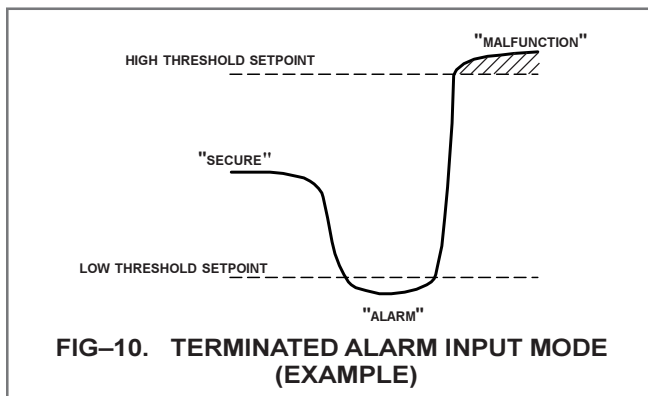 "MALFUNCTION"
HIGH THRESHOLD SETPOINT
"SECURE"
LOW THRESHOLD SETPOINT
"ALARM"
FIG–10. TERMINATED ALARM INPUT MODE
(EXAMPLE)